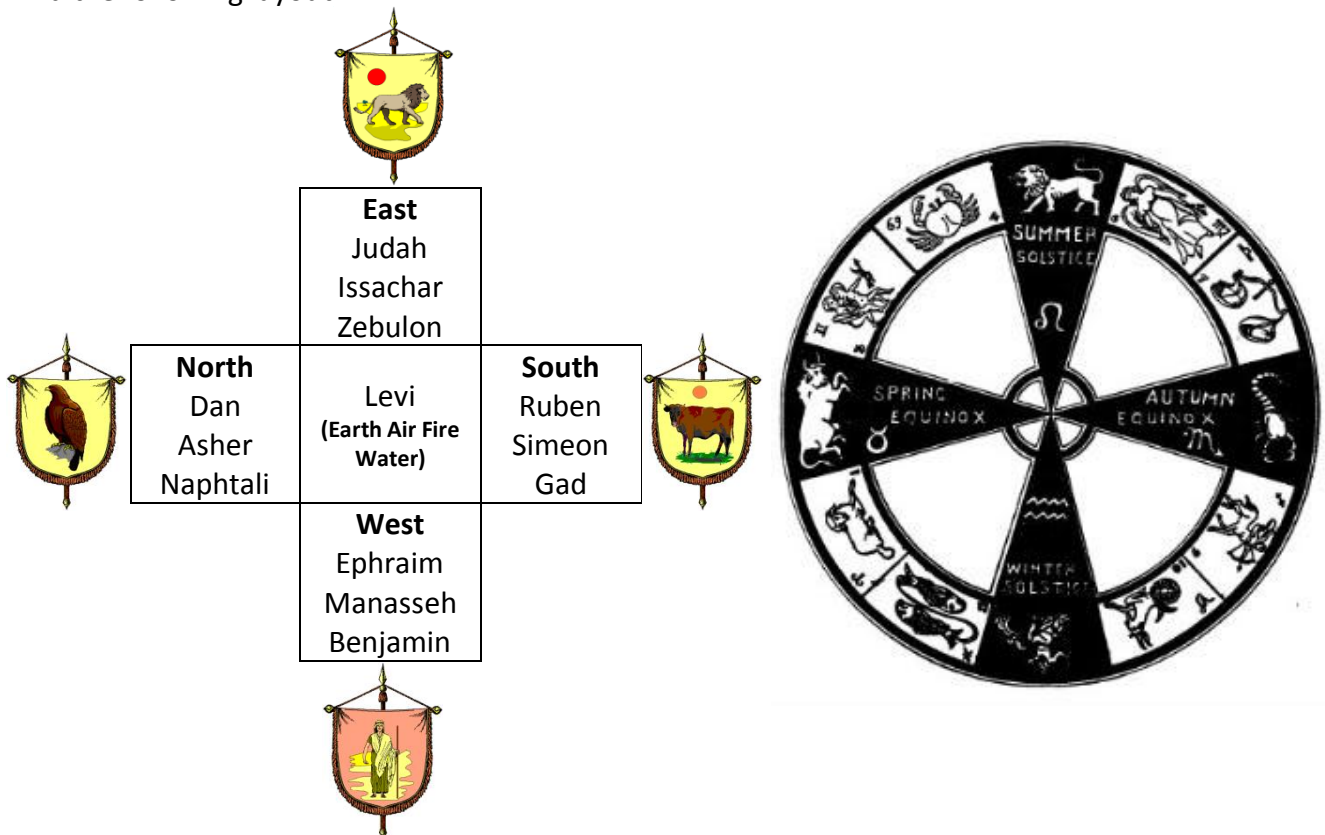 East
Judah
Issachar
Zebulon
North
Dan
Asher
Naphtali
Levi
(Earth Air Fire
Water)
South
Ruben
Simeon
Gad
West
Ephraim
Manasseh
Benjamin
SUMMER
SOLSTICE
♌
SPRING
EQUINOX
♉
AUTUMN
EQUINOX
♏
♒
WINTER
SOLSTICE